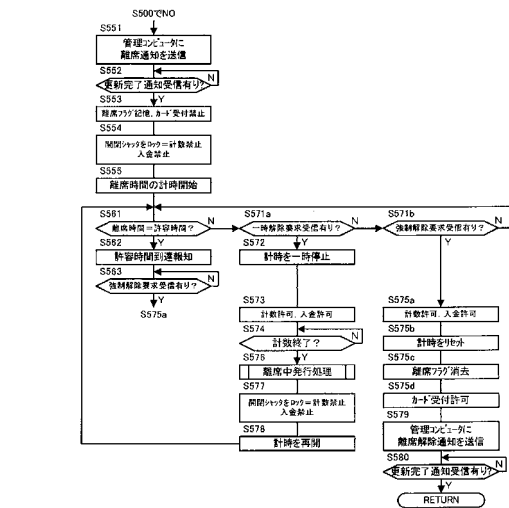 S500でNO
S551
管理コンピュータに
離席通知を送信
S552
更新完了通知受信有り?
N
Y
S553
離席フラグ記憶、カード受付禁止
S554
開閉シャッタをロック=計数禁止
入金禁止
S555
離席時間の計時開始
S561
離席時間=許容時間?
N
Y
S562
許容時間到達報知
S563
強制解除要求受信有り?
N
Y
S575a
S571a
一時解除要求受信有り?
N
Y
S572
計時を一時停止
S573
計数許可、入金許可
S574
計数終了?
N
Y
S576
離席中発行処理
S577
開閉シャッタをロック=計数禁止
入金禁止
S578
計時を再開
S571b
強制解除要求受信有り?
N
Y
S575a
計数許可、入金許可
S575b
計時をリセット
S575c
離席フラグ消去
S575d
カード受付許可
S579
管理コンピュータに
離席解除通知を送信
S580
更新完了通知受信有り?
N
Y
RETURN